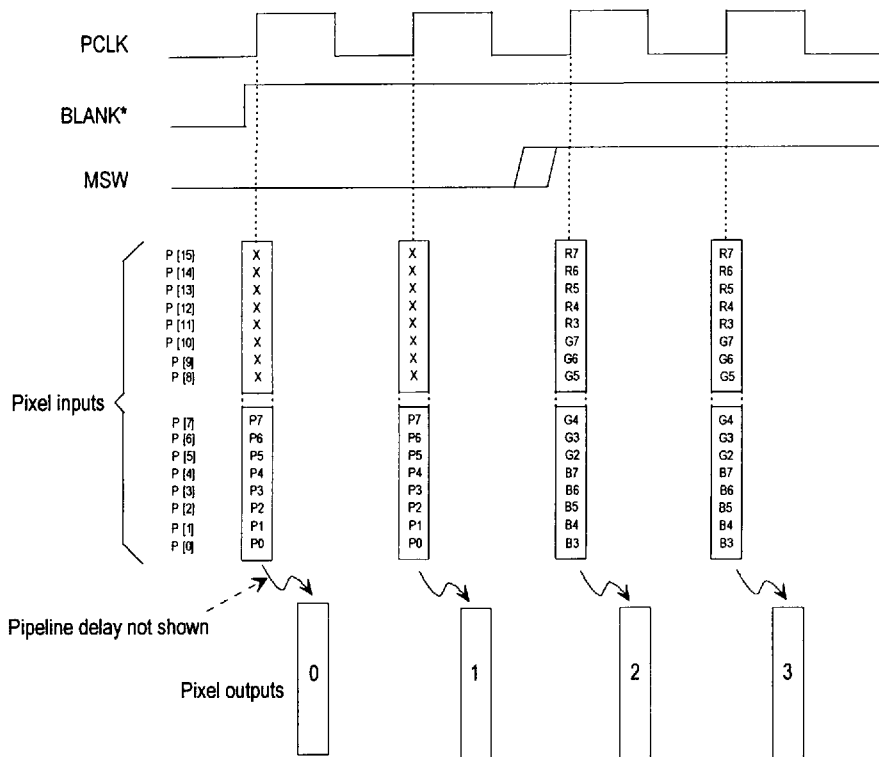 PCLK
BLANK*
MSW
P [15] X X R7 R7
P [14] X X R6 R6
P [13] X X R5 R5
P [12] X X R4 R4
P [11] X X R3 R3
P [10] X X G7 G7
P [9] X X G6 G6
P [8] X X G5 G5
Pixel inputs
P [7] P7 P7 G4 G4
P [6] P6 P6 G3 G3
P [5] P5 P5 G2 G2
P [4] P4 P4 B7 B7
P [3] P3 P3 B6 B6
P [2] P2 P2 B5 B5
P [1] P1 P1 B4 B4
P [0] P0 P0 B3 B3
Pipeline delay not shown
Pixel outputs
0 1 2 3